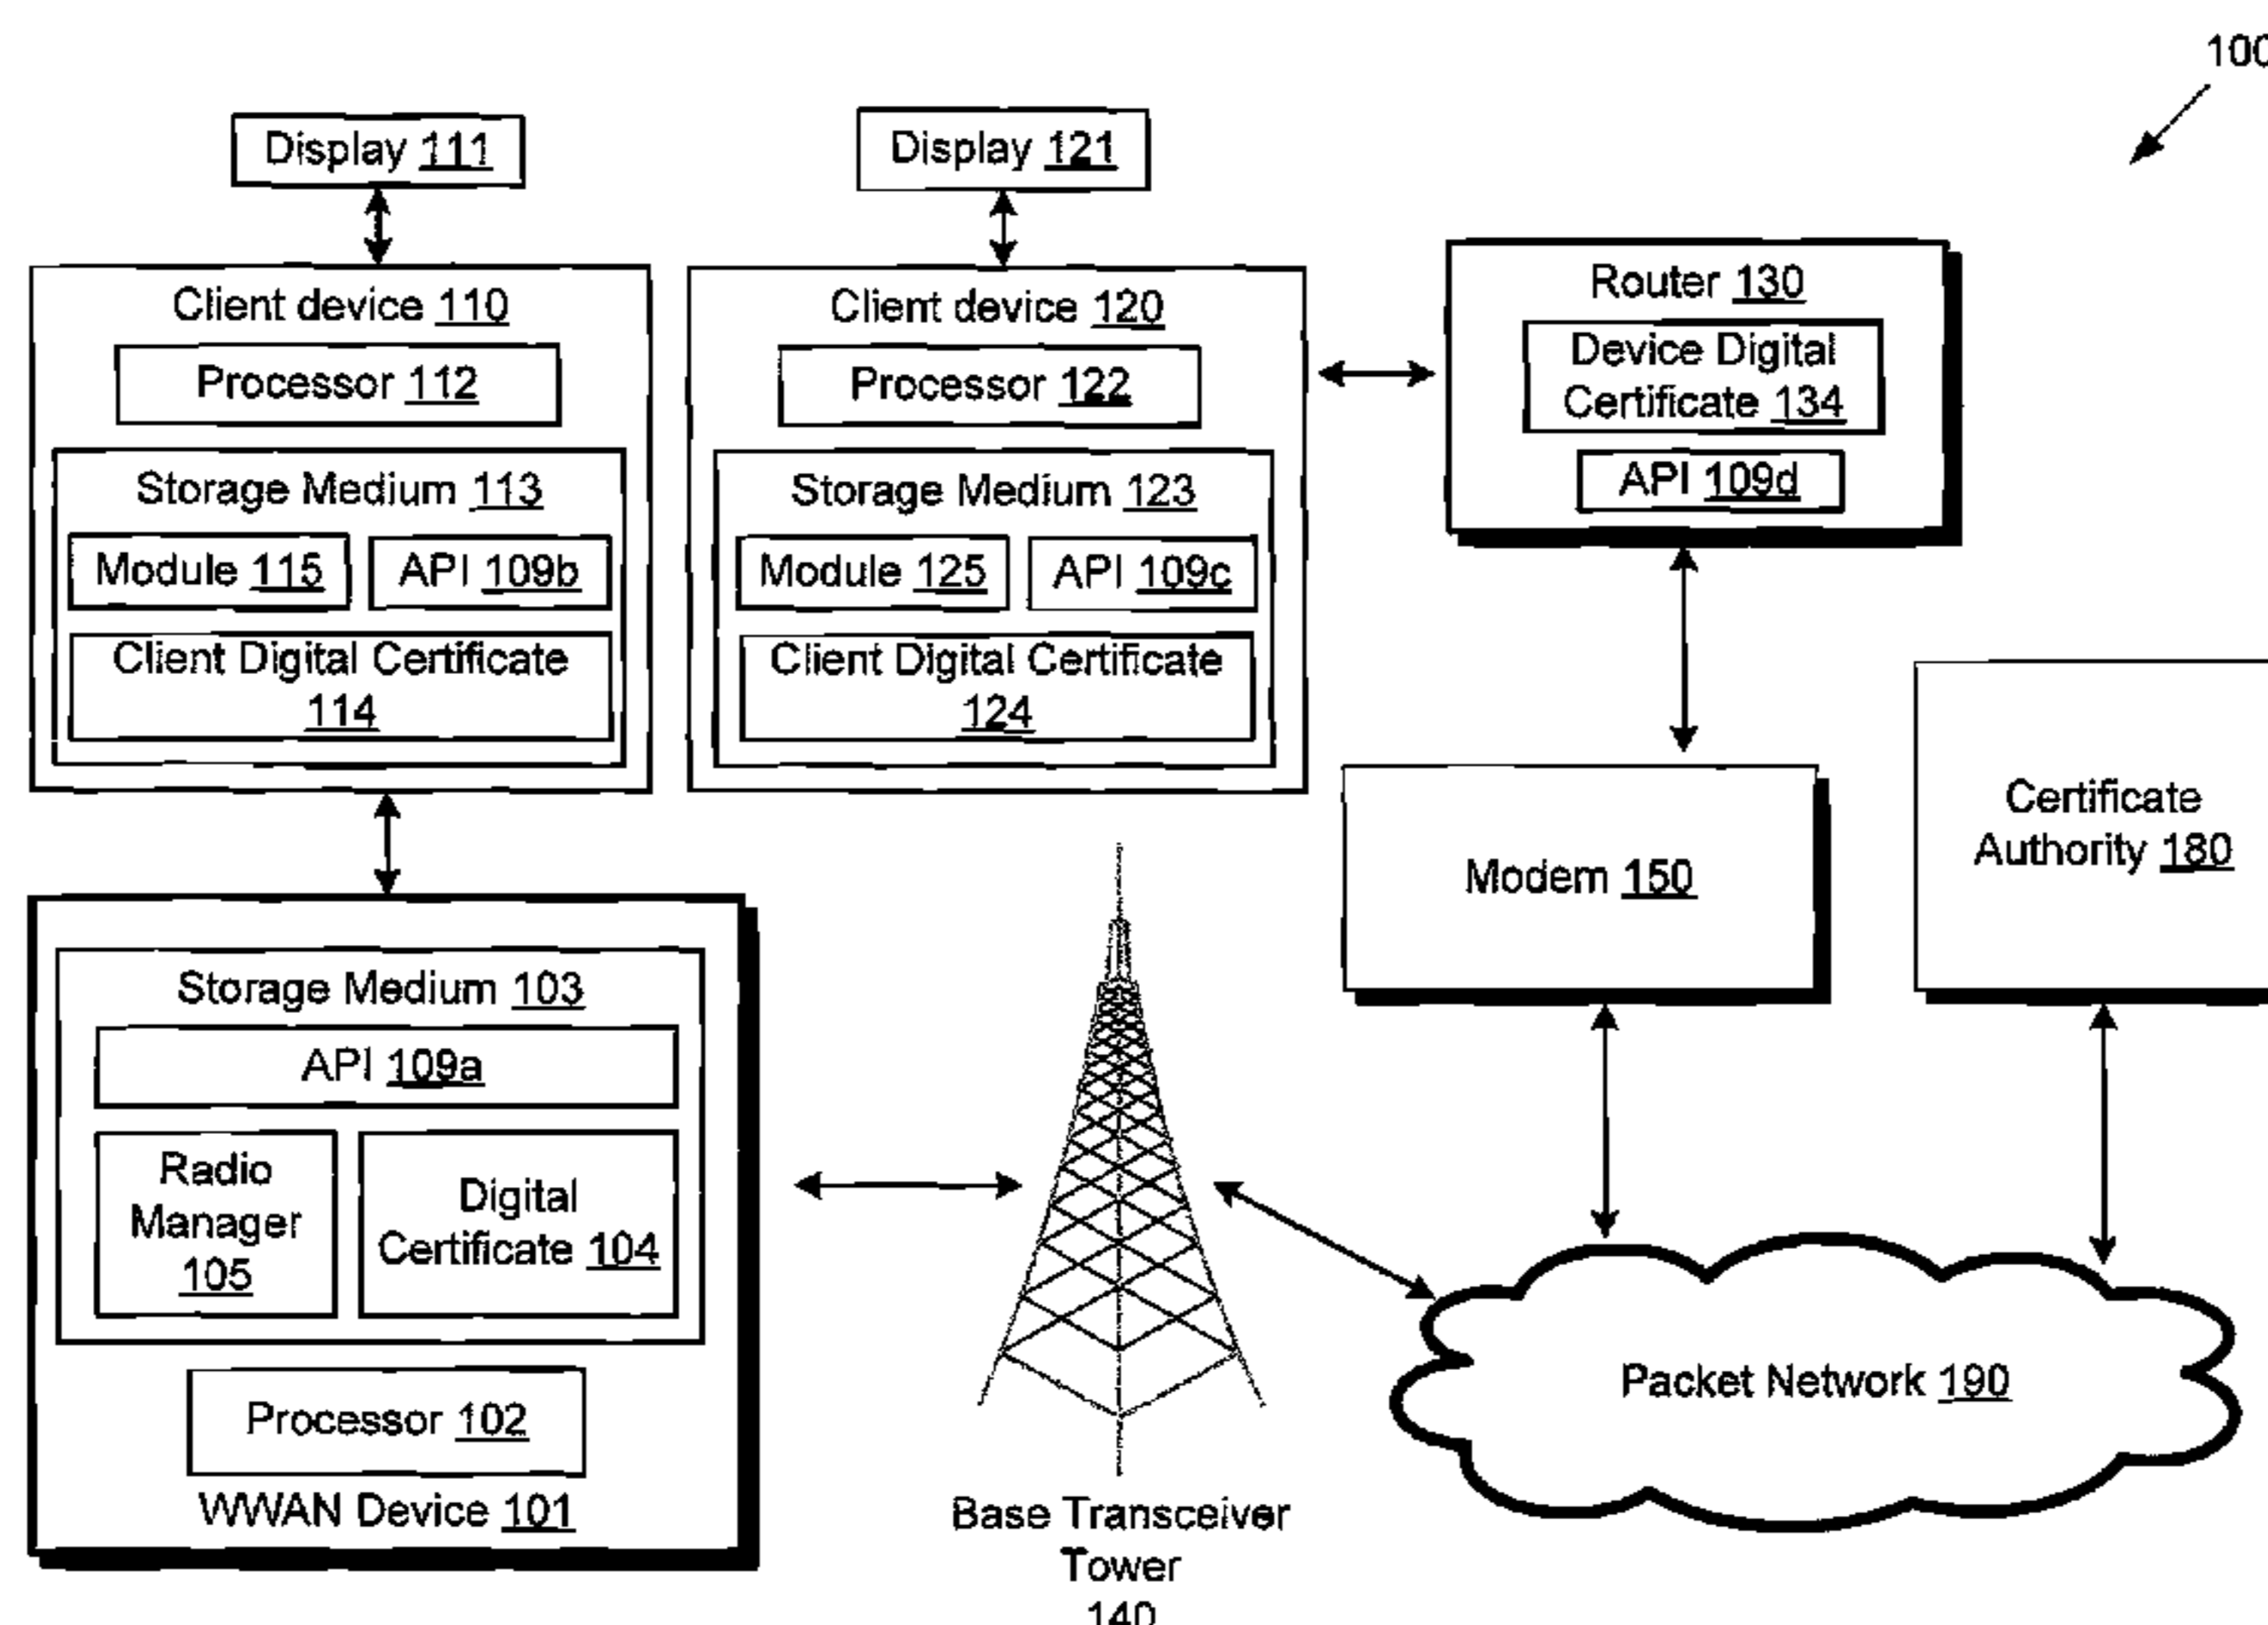 100
Display 111
Display 121
Client device 110
Processor 112
Storage Medium 113
Module 115
API 109b
Client Digital Certificate
114
Client device 120
Processor 122
Storage Medium 123
Module 125
API 109c
Client Digital Certificate
124
Router 130
Device Digital
Certificate 134
API 109d
Modem 150
Certificate
Authority 180
Storage Medium 103
API 109a
Radio
Manager
105
Digital
Certificate 104
Processor 102
WWAN Device 101
Base Transceiver
Tower
140
Packet Network 190